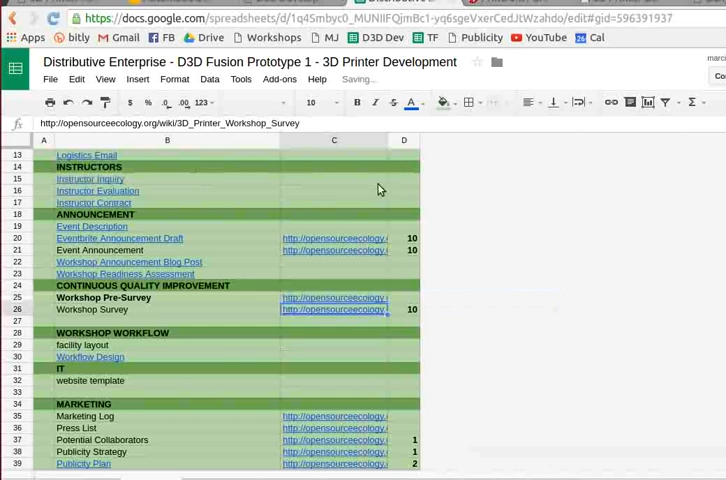 https://docs.google.com/spreadsheets/d/1q4Smbyc0_MUNIIFQjmBc1-yq6sgeVxerCedJtWzahdo/edit#gid=596391937
Apps bitly Gmail FB Drive Workshops MJ D3D Dev TF Publicity YouTube 26 Cal
Distributive Enterprise - D3D Fusion Prototype 1 - 3D Printer Development
File Edit View Insert Format Data Tools Add-ons Help Saving...
$ % .0 .00 123 10 B I S A Σ
fx http://opensourceecology.org/wiki/3D_Printer_Workshop_Survey
A B C D
13 Logistics Email
14 INSTRUCTORS
15 Instructor Inquiry
16 Instructor Evaluation
17 Instructor Contract
18 ANNOUNCEMENT
19 Event Description
20 Eventbrite Announcement Draft http://opensourceecology. 10
21 Event Announcement http://opensourceecology. 10
22 Workshop Announcement Blog Post
23 Workshop Readiness Assessment
24 CONTINUOUS QUALITY IMPROVEMENT
25 Workshop Pre-Survey http://opensourceecology.
26 Workshop Survey http://opensourceecology 10
27
28 WORKSHOP WORKFLOW
29 facility layout
30 Workflow Design
31 IT
32 website template
33
34 MARKETING
35 Marketing Log http://opensourceecology.
36 Press List http://opensourceecology.
37 Potential Collaborators http://opensourceecology. 1
38 Publicity Strategy http://opensourceecology. 1
39 Publicity Plan http://opensourceecology. 2